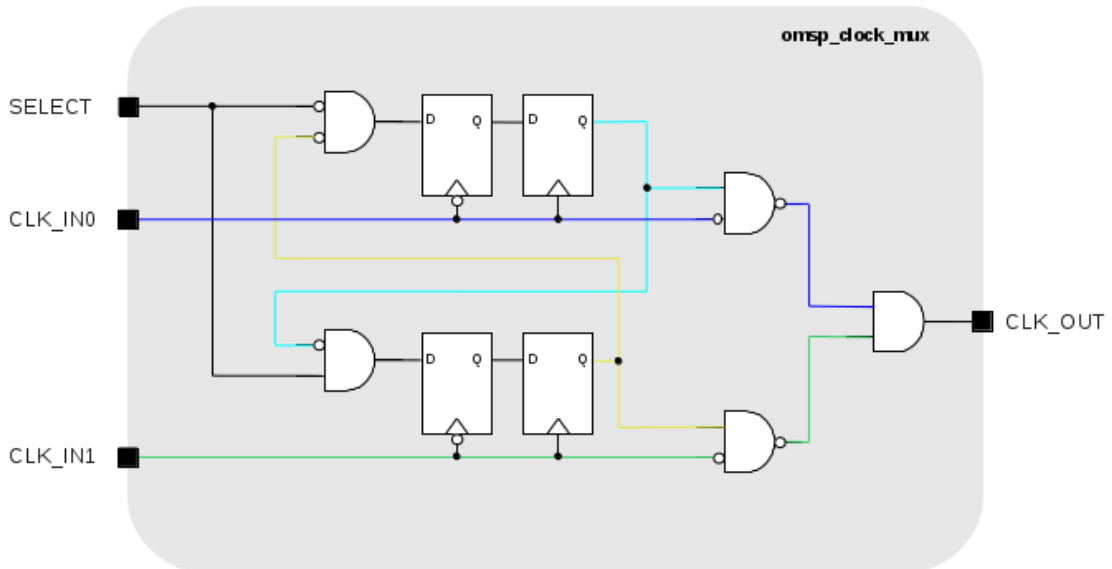 omsp_clock_mux
SELECT
D Q D Q
CLK_IN0
CLK_OUT
D Q D Q
CLK_IN1